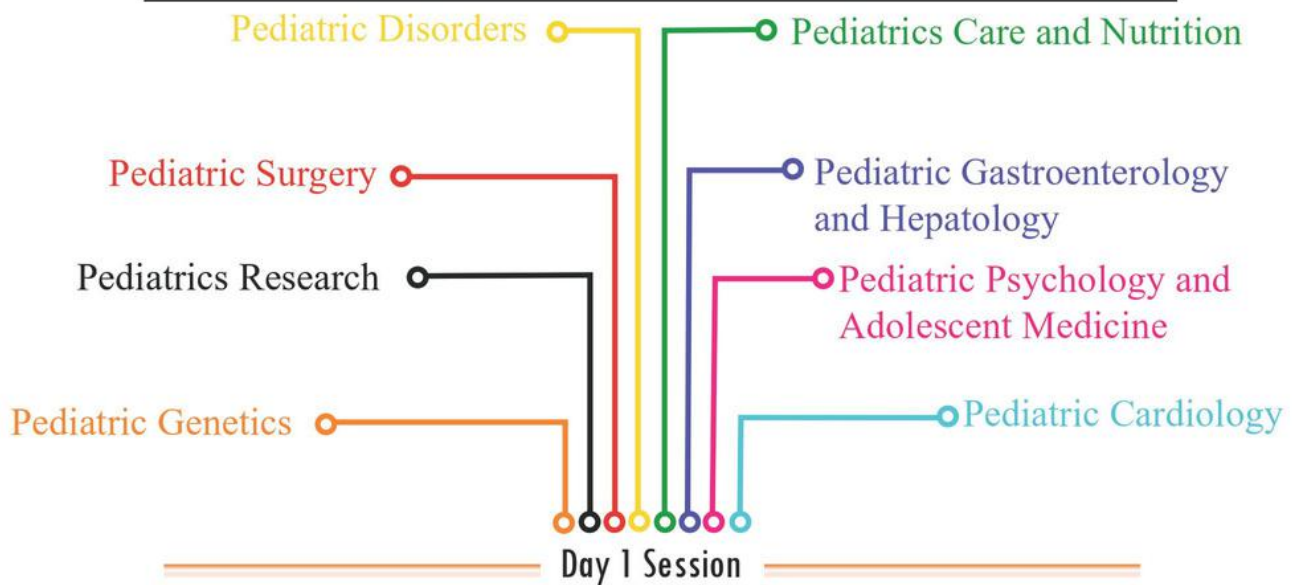 Pediatric Disorders
Pediatrics Care and Nutrition
Pediatric Surgery
Pediatric Gastroenterology
and Hepatology
Pediatrics Research
Pediatric Psychology and
Adolescent Medicine
Pediatric Genetics
Pediatric Cardiology
Day 1 Session